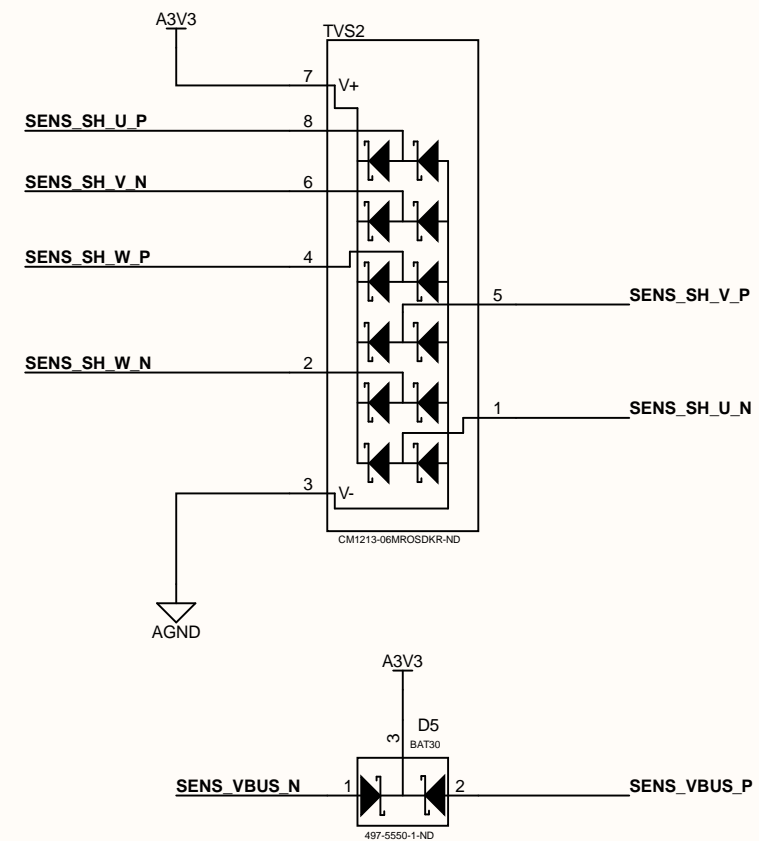 A3V3
TVS2
7
V+
SENS_SH_U_P
8
SENS_SH_V_N
6
SENS_SH_W_P
4
5
SENS_SH_V_P
SENS_SH_W_N
2
1
SENS_SH_U_N
3
V-
CM1213-06MROSDKR-ND
AGND
A3V3
D5
3
BAT30
SENS_VBUS_N
1
2
SENS_VBUS_P
497-5550-1-ND